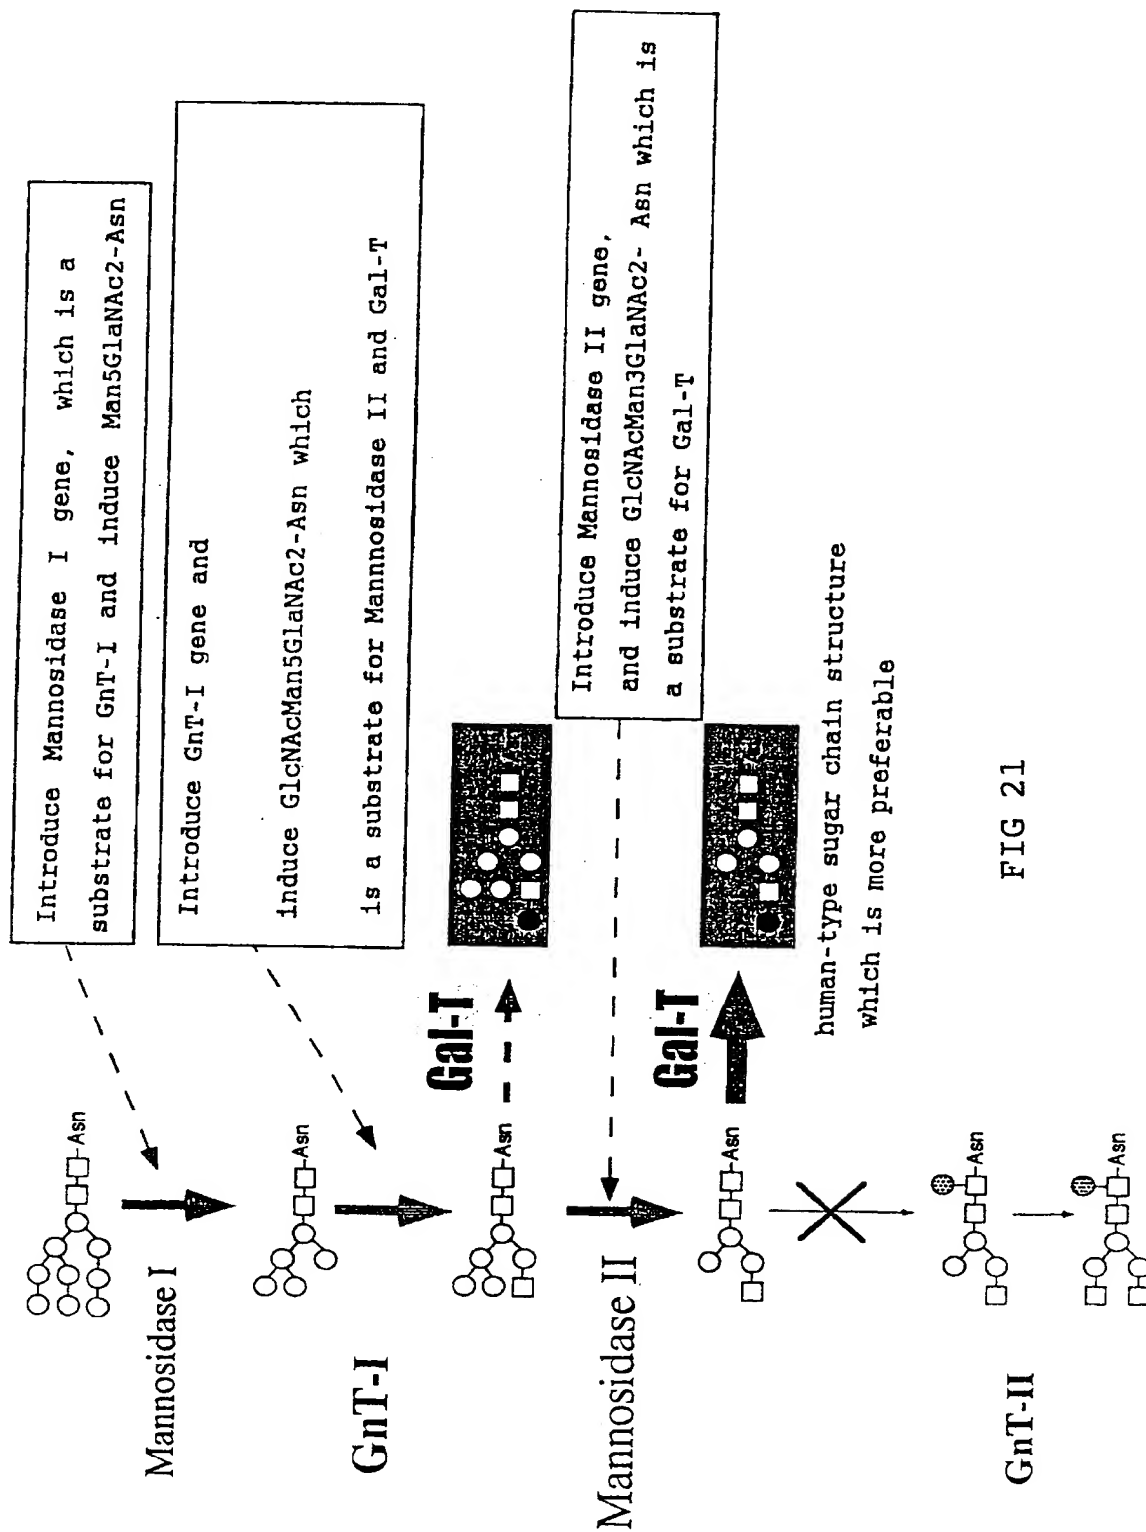 Introduce Mannosidase I gene, which is a
substrate for GnT-I and induce Man5GlaNAc2-Asn
Introduce GnT-I gene and
induce GlcNAcMan5GlaNAc2-Asn which
is a substrate for Mannnosidase II and Gal-T
Introduce Mannosidase II gene,
and induce GlcNAcMan3GlaNAc2- Asn which is
a substrate for Gal-T
Asn
Mannosidase I
Asn
GnT-I
Asn
Gal-T
Mannosidase II
Asn
Gal-T
human-type sugar chain structure
which is more preferable
Asn
GnT-II
Asn
FIG 21